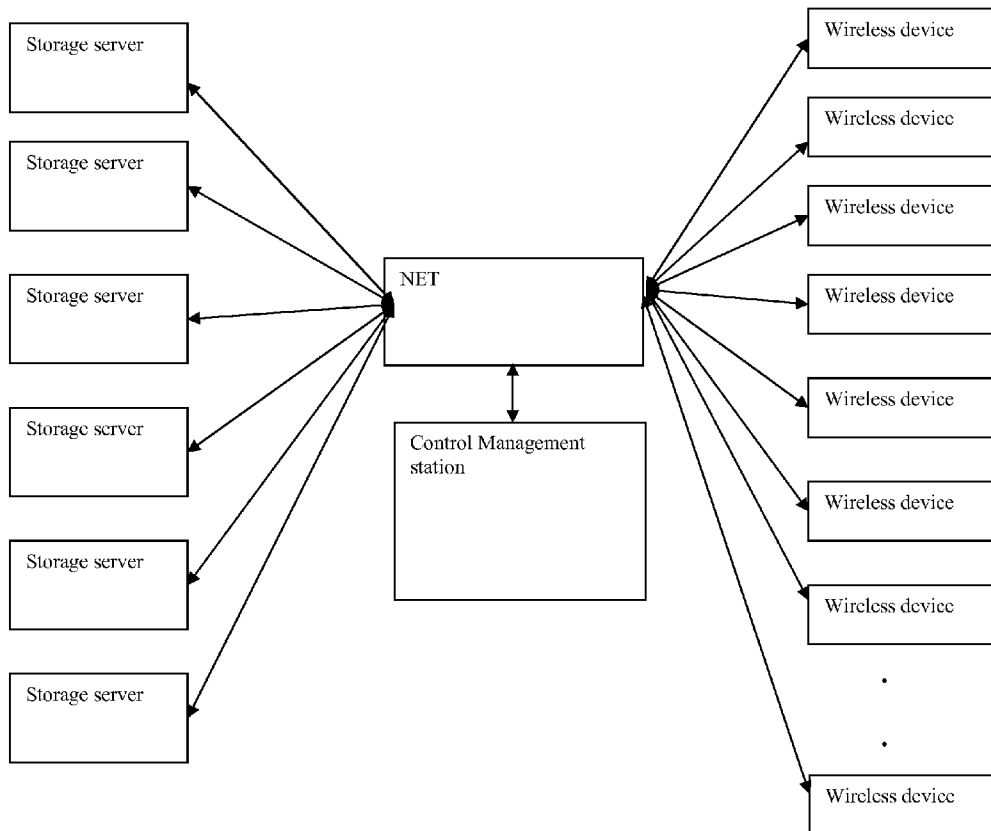 Storage server
Storage server
Storage server
Storage server
Storage server
Storage server
NET
Control Management
station
Wireless device
Wireless device
Wireless device
Wireless device
Wireless device
Wireless device
Wireless device
.
.
Wireless device